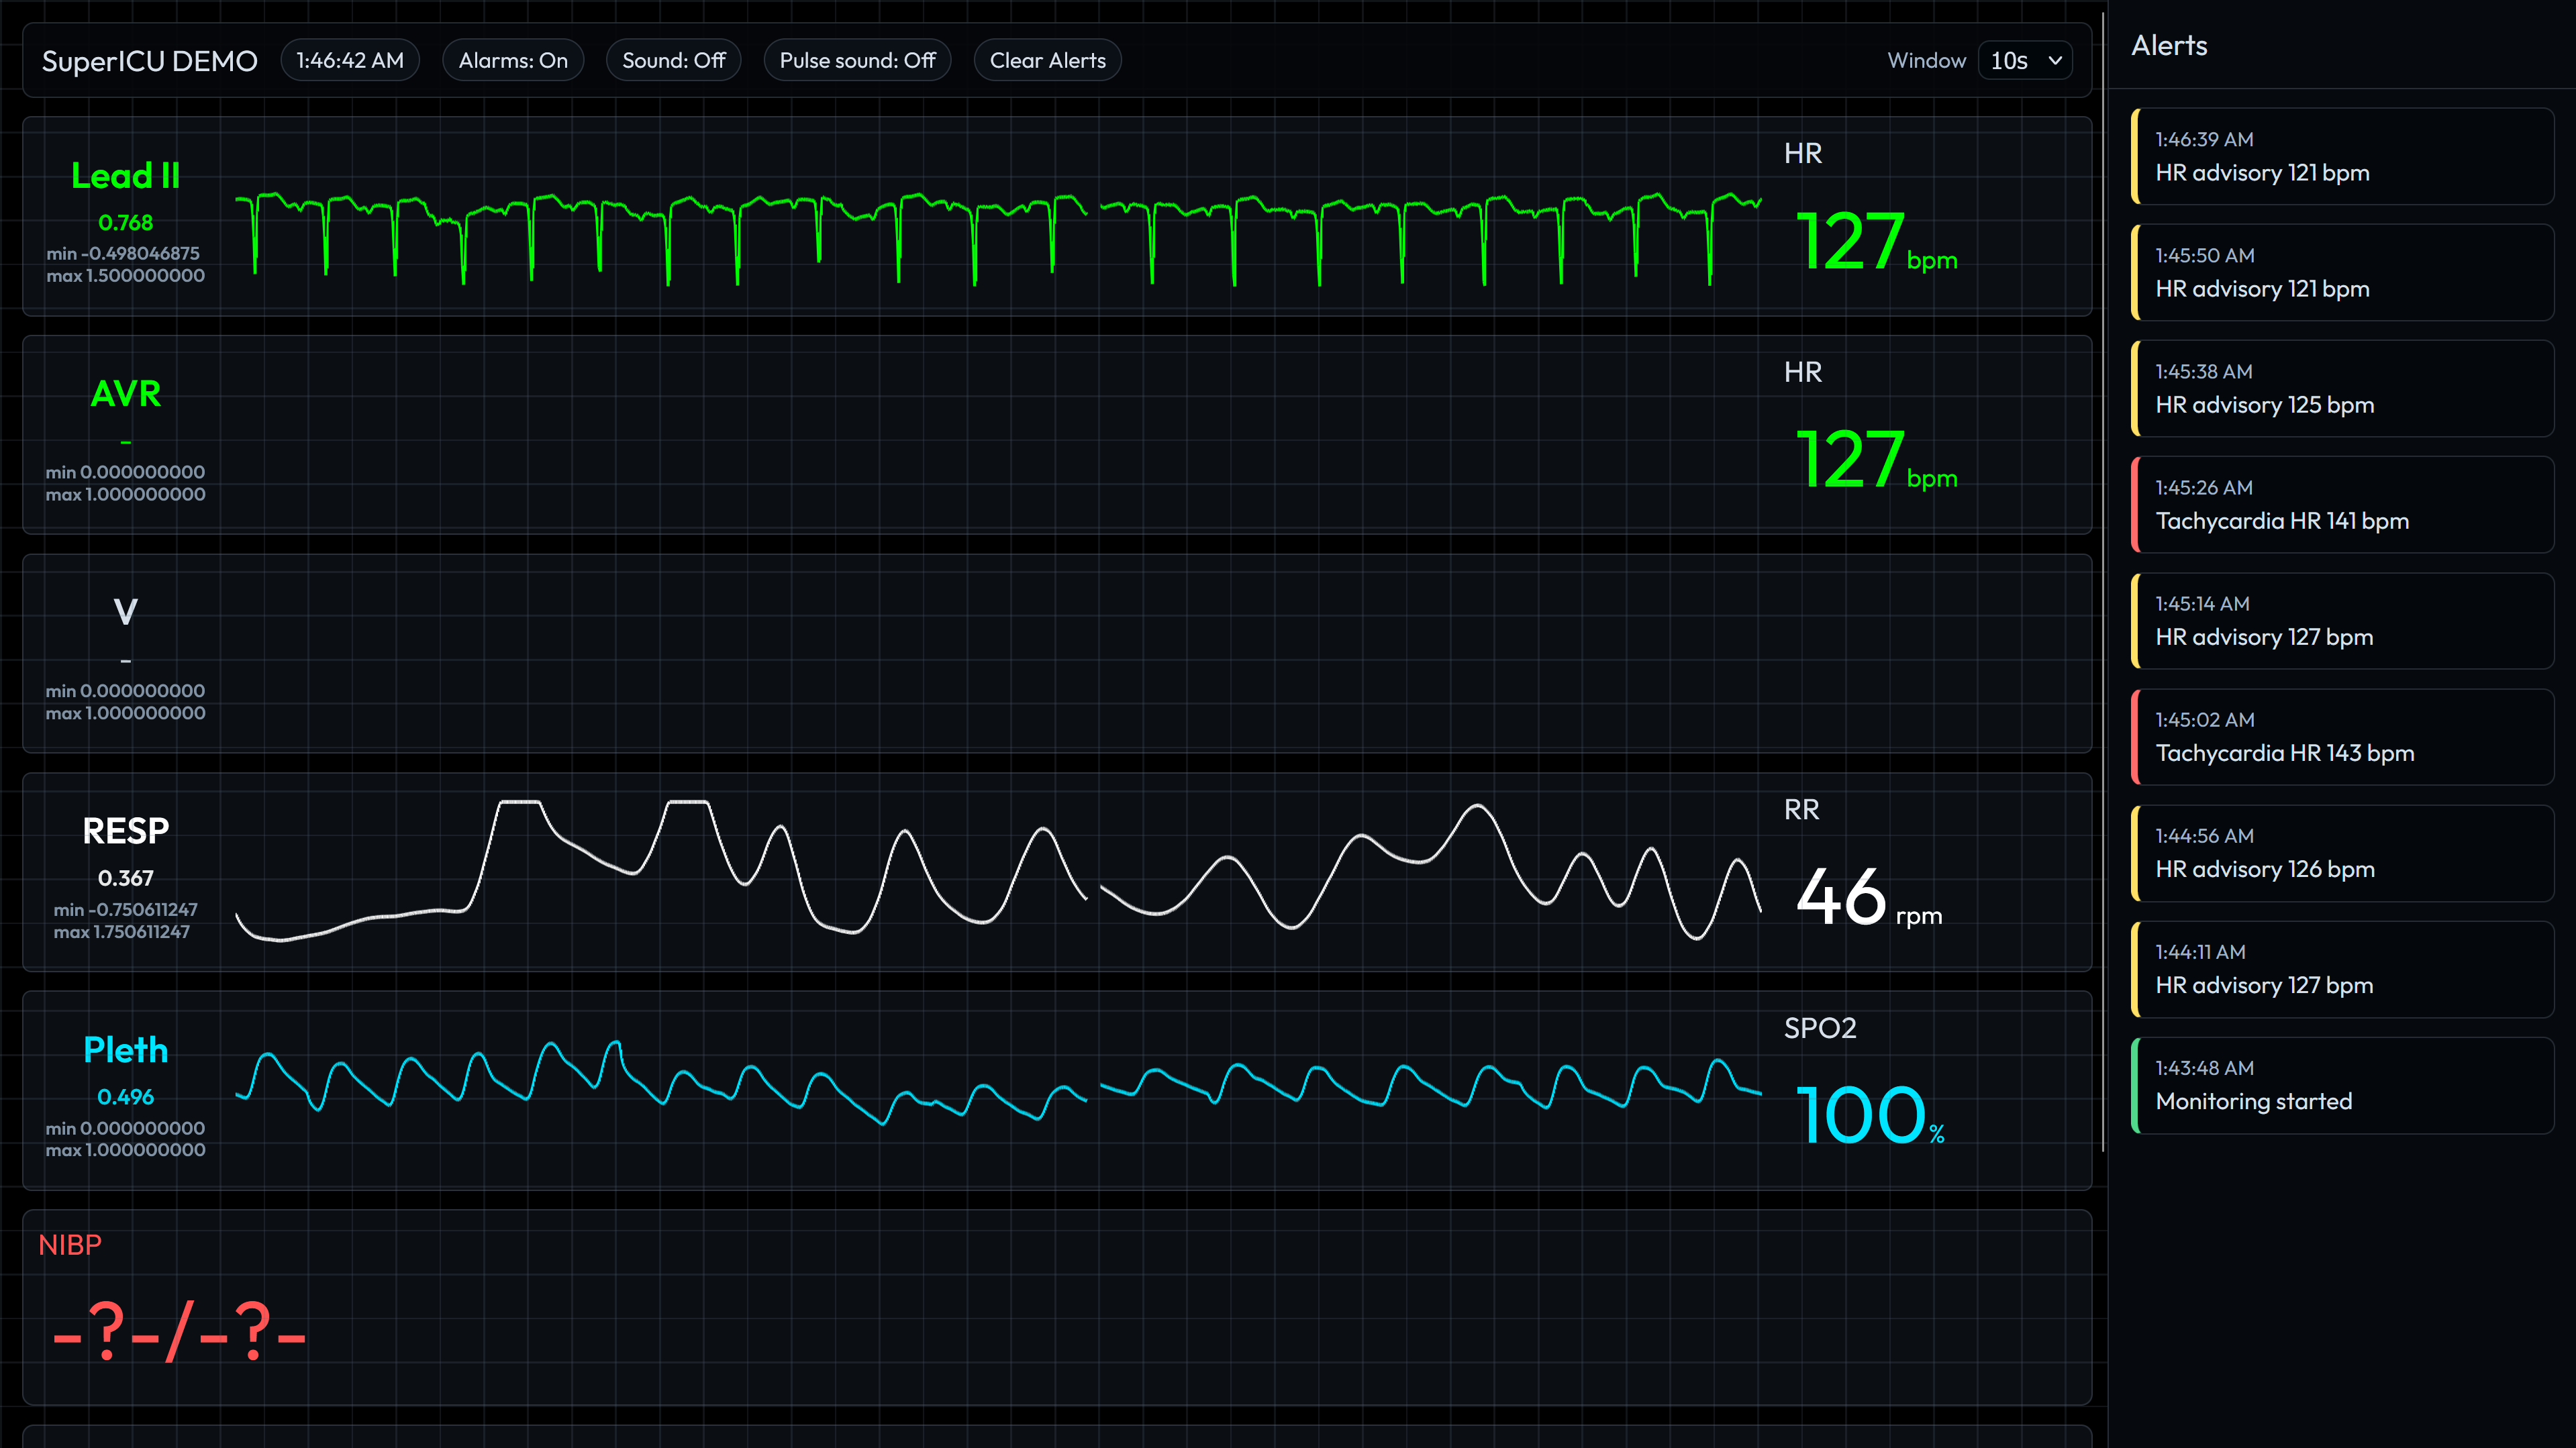 SuperICU DEMO 1:46:42 AM Alarms: On Sound: Off Pulse sound: Off Clear Alerts Window 10s
Lead II
0.768
min -0.498046875
max 1.500000000
HR
127 bpm
AVR
–
min 0.000000000
max 1.000000000
HR
127 bpm
V
–
min 0.000000000
max 1.000000000
RESP
0.367
min -0.750611247
max 1.750611247
RR
46 rpm
Pleth
0.496
min 0.000000000
max 1.000000000
SPO2
100 %
NIBP
-?-/-?-
Alerts
1:46:39 AM
HR advisory 121 bpm
1:45:50 AM
HR advisory 121 bpm
1:45:38 AM
HR advisory 125 bpm
1:45:26 AM
Tachycardia HR 141 bpm
1:45:14 AM
HR advisory 127 bpm
1:45:02 AM
Tachycardia HR 143 bpm
1:44:56 AM
HR advisory 126 bpm
1:44:11 AM
HR advisory 127 bpm
1:43:48 AM
Monitoring started